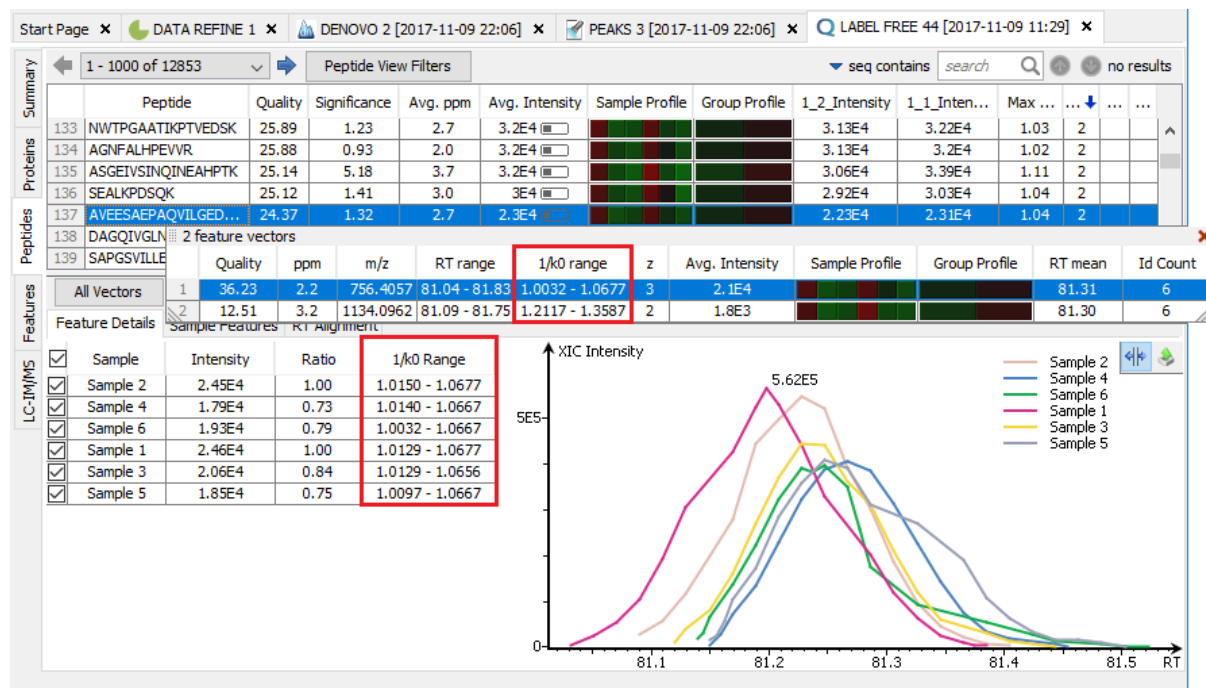 Start Page DATA REFINE 1 DENOVO 2 [2017-11-09 22:06] PEAKS 3 [2017-11-09 22:06] LABEL FREE 44 [2017-11-09 11:29]
1 - 1000 of 12853 Peptide View Filters seq contains search no results
Summary
Proteins
Peptides
Features
LC-IM/MS
Peptide Quality Significance Avg. ppm Avg. Intensity Sample Profile Group Profile 1_2_Intensity 1_1_Inten... Max ... ... ... ...
133 NWTPGAATIKPTVEDSK 25.89 1.23 2.7 3.2E4 3.13E4 3.22E4 1.03 2
134 AGNFALHPEVVR 25.88 0.93 2.0 3.2E4 3.13E4 3.2E4 1.02 2
135 ASGEIVSINQINEAHPTK 25.14 5.18 3.7 3.2E4 3.06E4 3.39E4 1.11 2
136 SEALKPDSQK 25.12 1.41 3.0 3E4 2.92E4 3.03E4 1.04 2
137 AVEESAEPAQVILGED... 24.37 1.32 2.7 2.3E4 2.23E4 2.31E4 1.04 2
138 DAGQIVGLN
139 SAPGSVILLE
2 feature vectors
Quality ppm m/z RT range 1/k0 range z Avg. Intensity Sample Profile Group Profile RT mean Id Count
1 36.23 2.2 756.4057 81.04 - 81.83 1.0032 - 1.0677 3 2.1E4 81.31 6
2 12.51 3.2 1134.0962 81.09 - 81.75 1.2117 - 1.3587 2 1.8E3 81.30 6
All Vectors
Feature Details Sample Features RT Alignment
Sample Intensity Ratio 1/k0 Range
Sample 2 2.45E4 1.00 1.0150 - 1.0677
Sample 4 1.79E4 0.73 1.0140 - 1.0667
Sample 6 1.93E4 0.79 1.0032 - 1.0667
Sample 1 2.46E4 1.00 1.0129 - 1.0677
Sample 3 2.06E4 0.84 1.0129 - 1.0656
Sample 5 1.85E4 0.75 1.0097 - 1.0667
XIC Intensity
5.62E5
5E5
0
81.1 81.2 81.3 81.4 81.5 RT
Sample 2
Sample 4
Sample 6
Sample 1
Sample 3
Sample 5